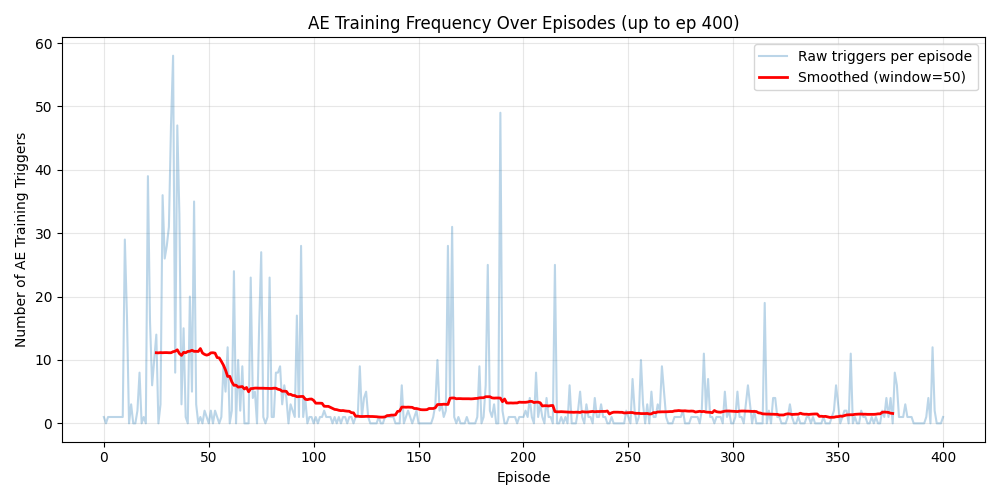 AE Training Frequency Over Episodes (up to ep 400)
Raw triggers per episode
Smoothed (window=50)
Number of AE Training Triggers
60
50
40
30
20
10
0
0 50 100 150 200 250 300 350 400
Episode